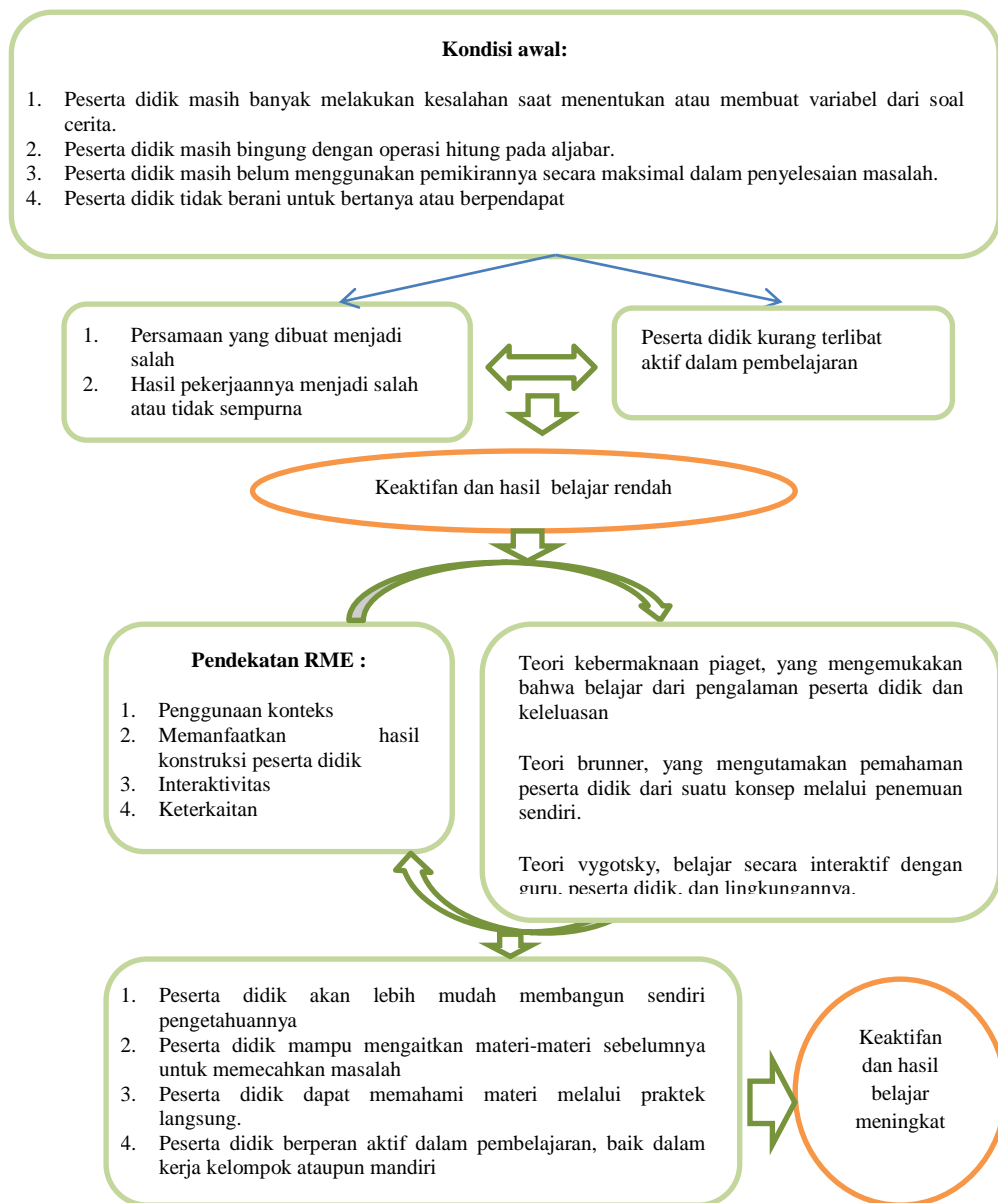 Kondisi awal:
1. Peserta didik masih banyak melakukan kesalahan saat menentukan atau membuat variabel dari soal
cerita.
2. Peserta didik masih bingung dengan operasi hitung pada aljabar.
3. Peserta didik masih belum menggunakan pemikirannya secara maksimal dalam penyelesaian masalah.
4. Peserta didik tidak berani untuk bertanya atau berpendapat
1. Persamaan yang dibuat menjadi
salah
2. Hasil pekerjaannya menjadi salah
atau tidak sempurna
Peserta didik kurang terlibat
aktif dalam pembelajaran
Keaktifan dan hasil belajar rendah
Pendekatan RME :
1. Penggunaan konteks
2. Memanfaatkan hasil
konstruksi peserta didik
3. Interaktivitas
4. Keterkaitan
Teori kebermaknaan piaget, yang mengemukakan
bahwa belajar dari pengalaman peserta didik dan
keleluasan
Teori brunner, yang mengutamakan pemahaman
peserta didik dari suatu konsep melalui penemuan
sendiri.
Teori vygotsky, belajar secara interaktif dengan
guru, peserta didik, dan lingkungannya.
1. Peserta didik akan lebih mudah membangun sendiri
pengetahuannya
2. Peserta didik mampu mengaitkan materi-materi sebelumnya
untuk memecahkan masalah
3. Peserta didik dapat memahami materi melalui praktek
langsung.
4. Peserta didik berperan aktif dalam pembelajaran, baik dalam
kerja kelompok ataupun mandiri
Keaktifan
dan hasil
belajar
meningkat